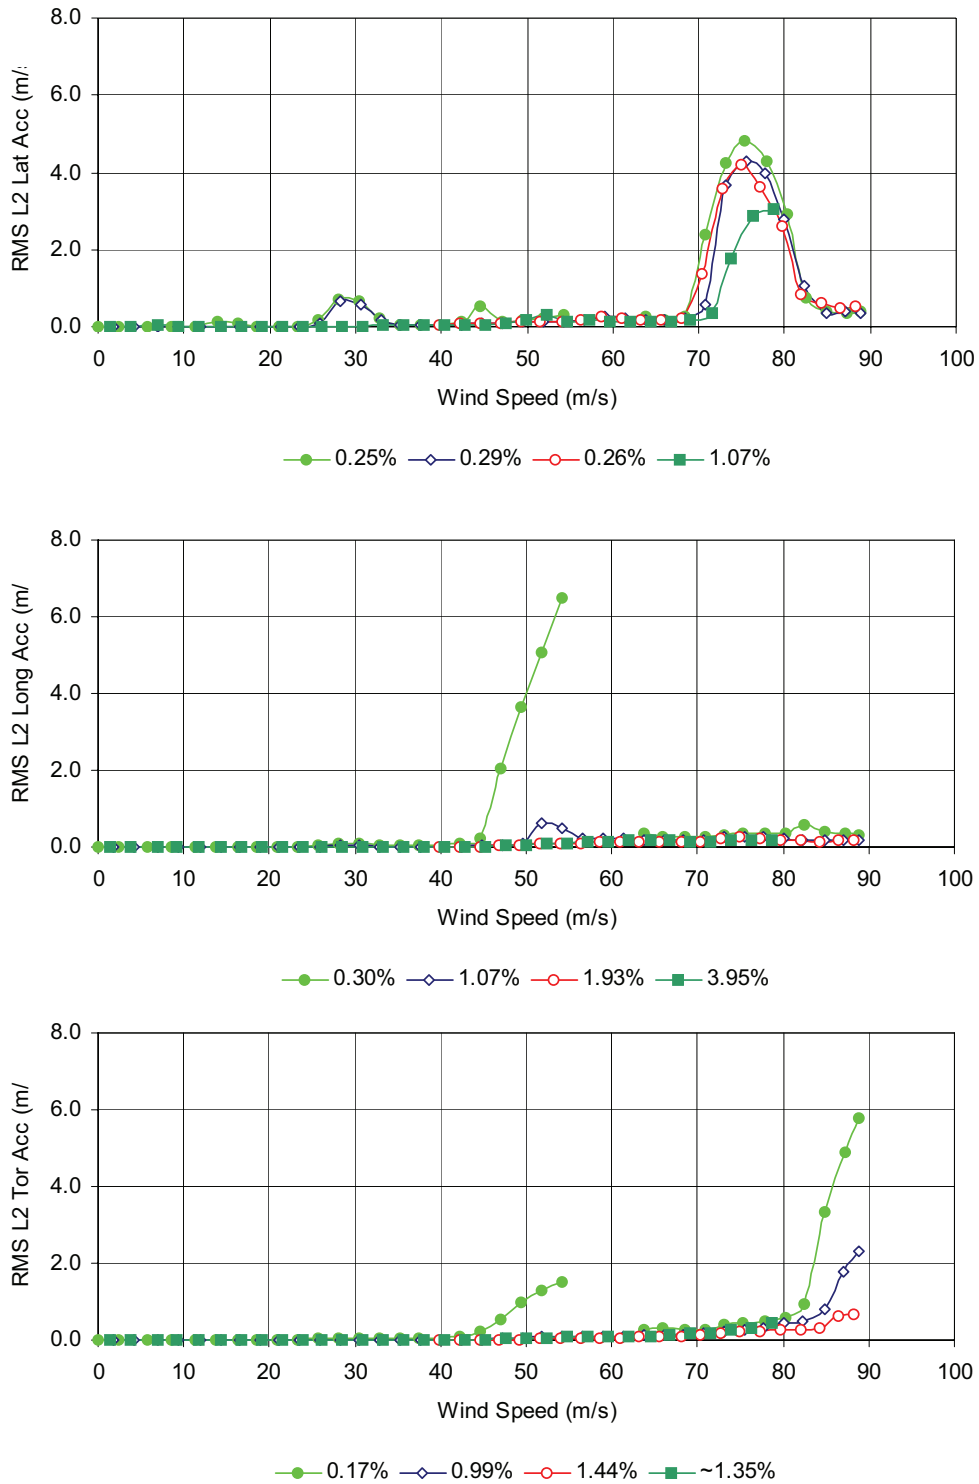 8.0
6.0
4.0
2.0
0.0
RMS L2 Lat Acc (m/s
0 10 20 30 40 50 60 70 80 90 100
Wind Speed (m/s)
0.25% 0.29% 0.26% 1.07%
8.0
6.0
4.0
2.0
0.0
RMS L2 Long Acc (m/
0 10 20 30 40 50 60 70 80 90 100
Wind Speed (m/s)
0.30% 1.07% 1.93% 3.95%
8.0
6.0
4.0
2.0
0.0
RMS L2 Tor Acc (m/
0 10 20 30 40 50 60 70 80 90 100
Wind Speed (m/s)
0.17% 0.99% 1.44% ~1.35%